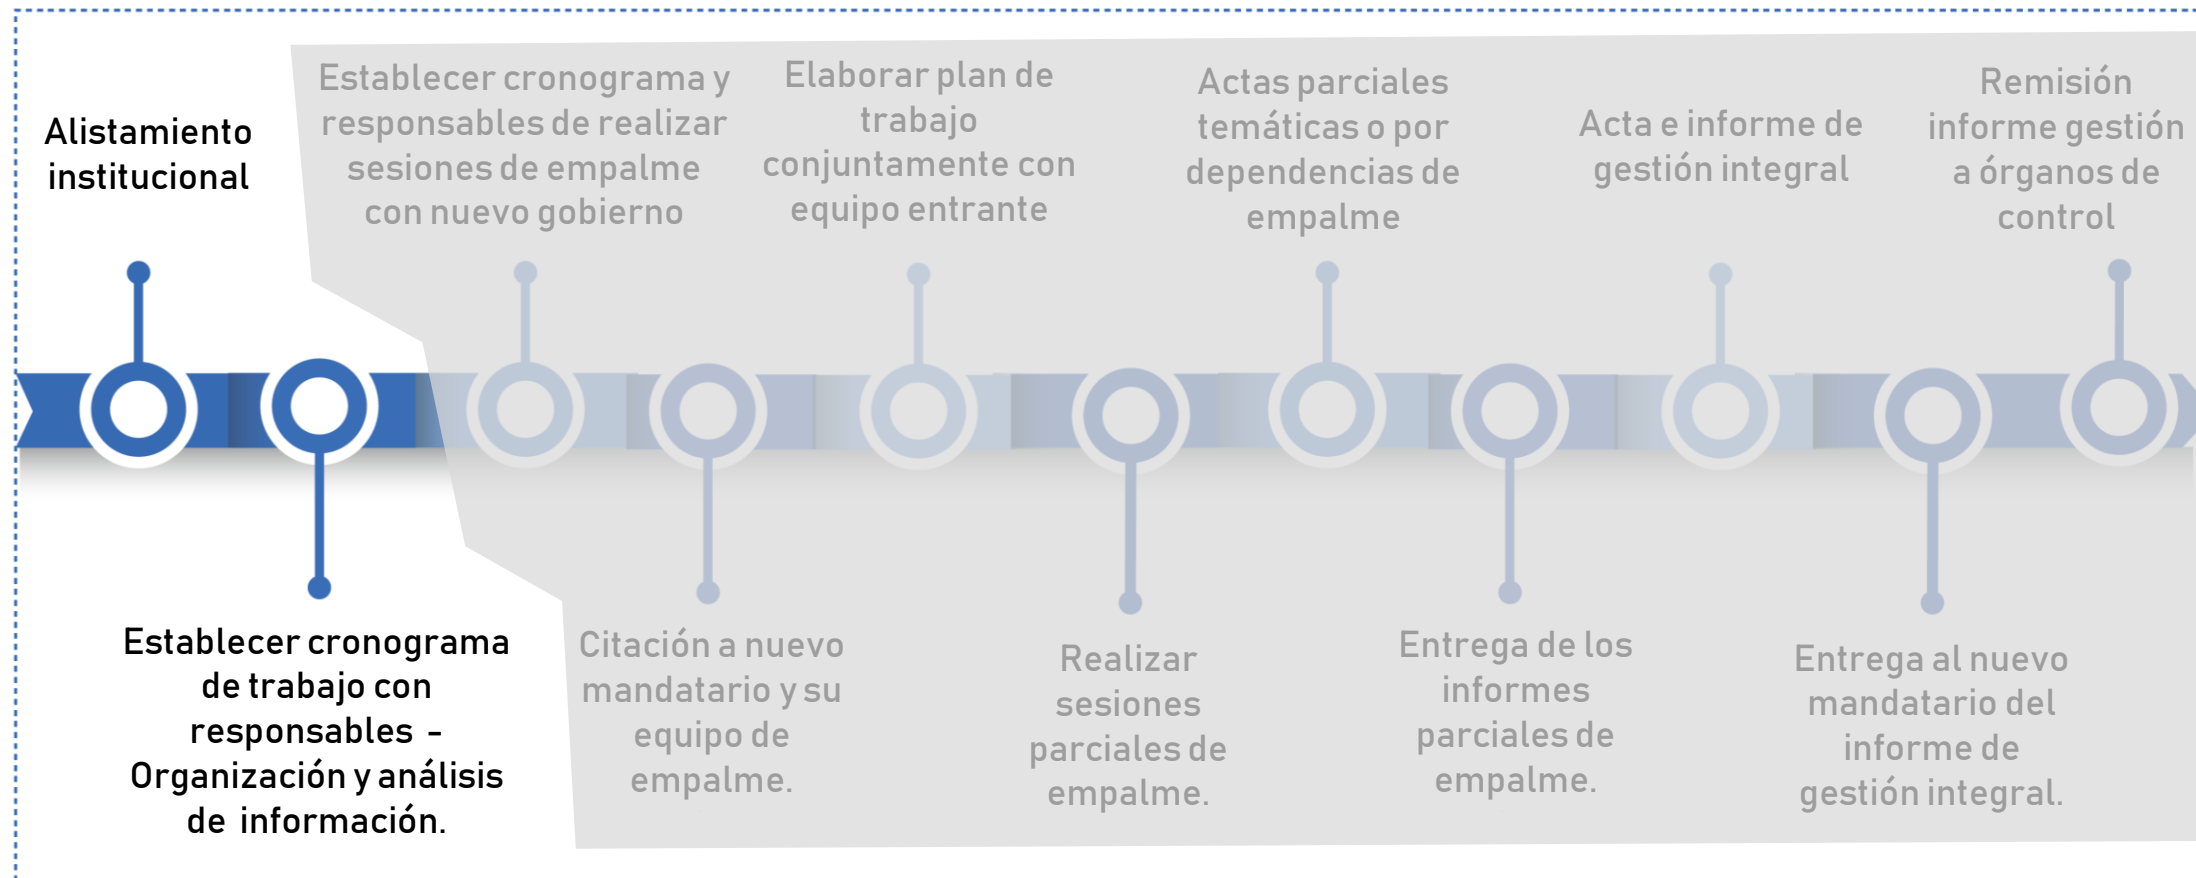 Alistamiento
institucional
Establecer cronograma y
responsables de realizar
sesiones de empalme
con nuevo gobierno
Elaborar plan de
trabajo
conjuntamente con
equipo entrante
Actas parciales
temáticas o por
dependencias de
empalme
Acta e informe de
gestión integral
Remisión
informe gestión
a órganos de
control
Establecer cronograma
de trabajo con
responsables -
Organización y análisis
de información.
Citación a nuevo
mandatario y su
equipo de
empalme.
Realizar
sesiones
parciales de
empalme.
Entrega de los
informes
parciales de
empalme.
Entrega al nuevo
mandatario del
informe de
gestión integral.